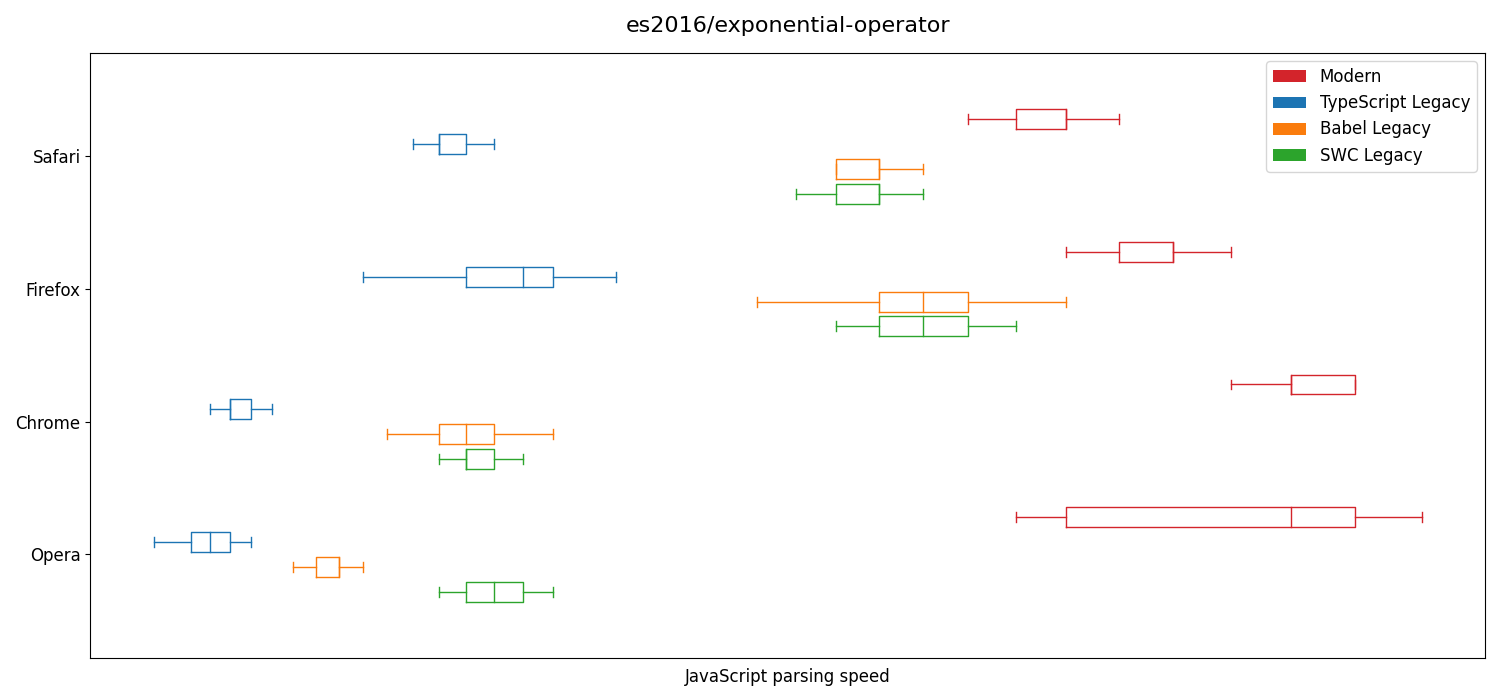 es2016/exponential-operator
Modern
TypeScript Legacy
Babel Legacy
SWC Legacy
Safari
Firefox
Chrome
Opera
JavaScript parsing speed